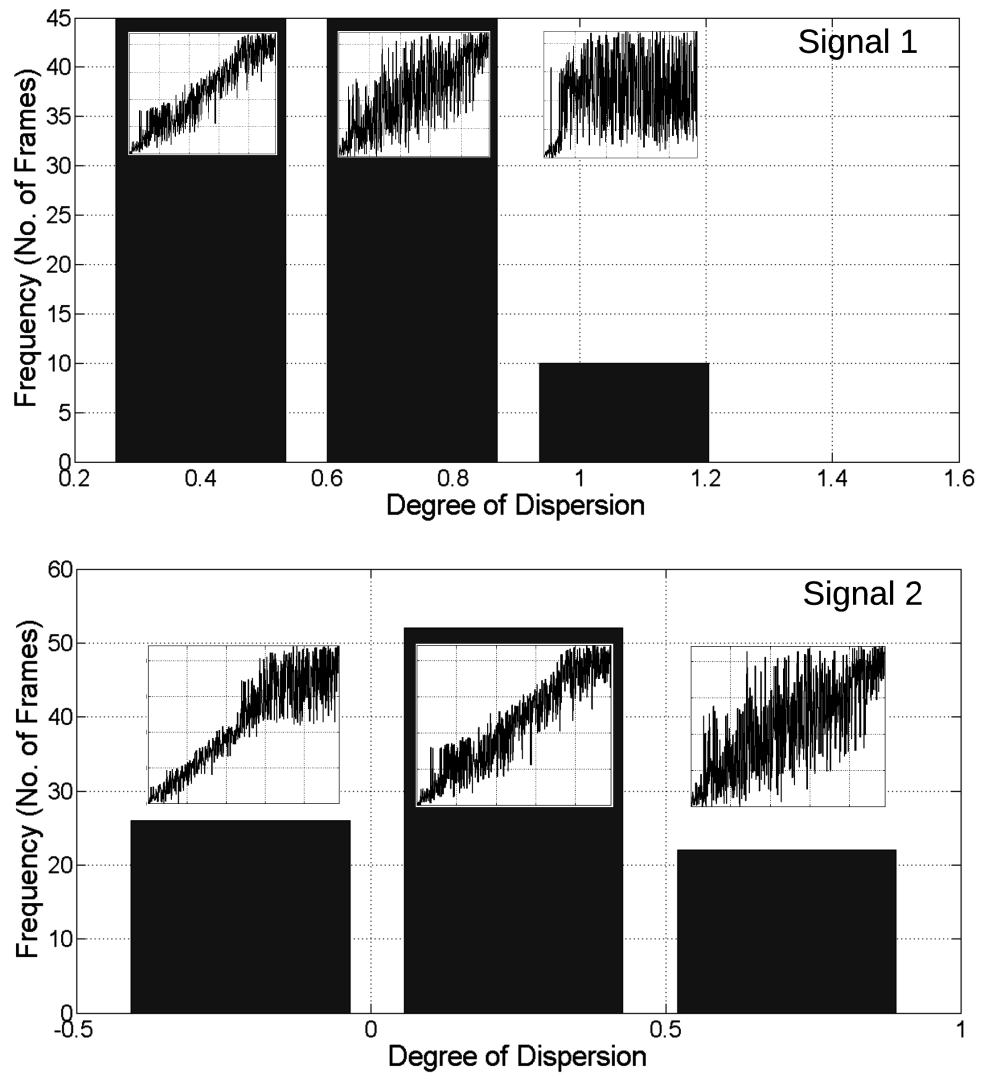 Signal 1
Frequency (No. of Frames)
45
40
35
30
25
20
15
10
5
0
0.2 0.4 0.6 0.8 1 1.2 1.4 1.6
Degree of Dispersion
Signal 2
Frequency (No. of Frames)
60
50
40
30
20
10
0
-0.5 0 0.5 1
Degree of Dispersion